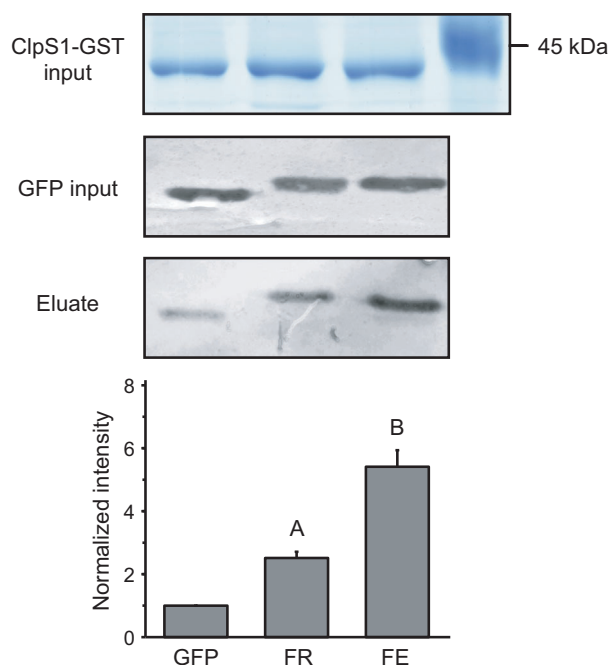 ClpS1-GST
input
45 kDa
GFP input
Eluate
Normalized intensity
8
6
4
2
0
A
B
GFP FR FE